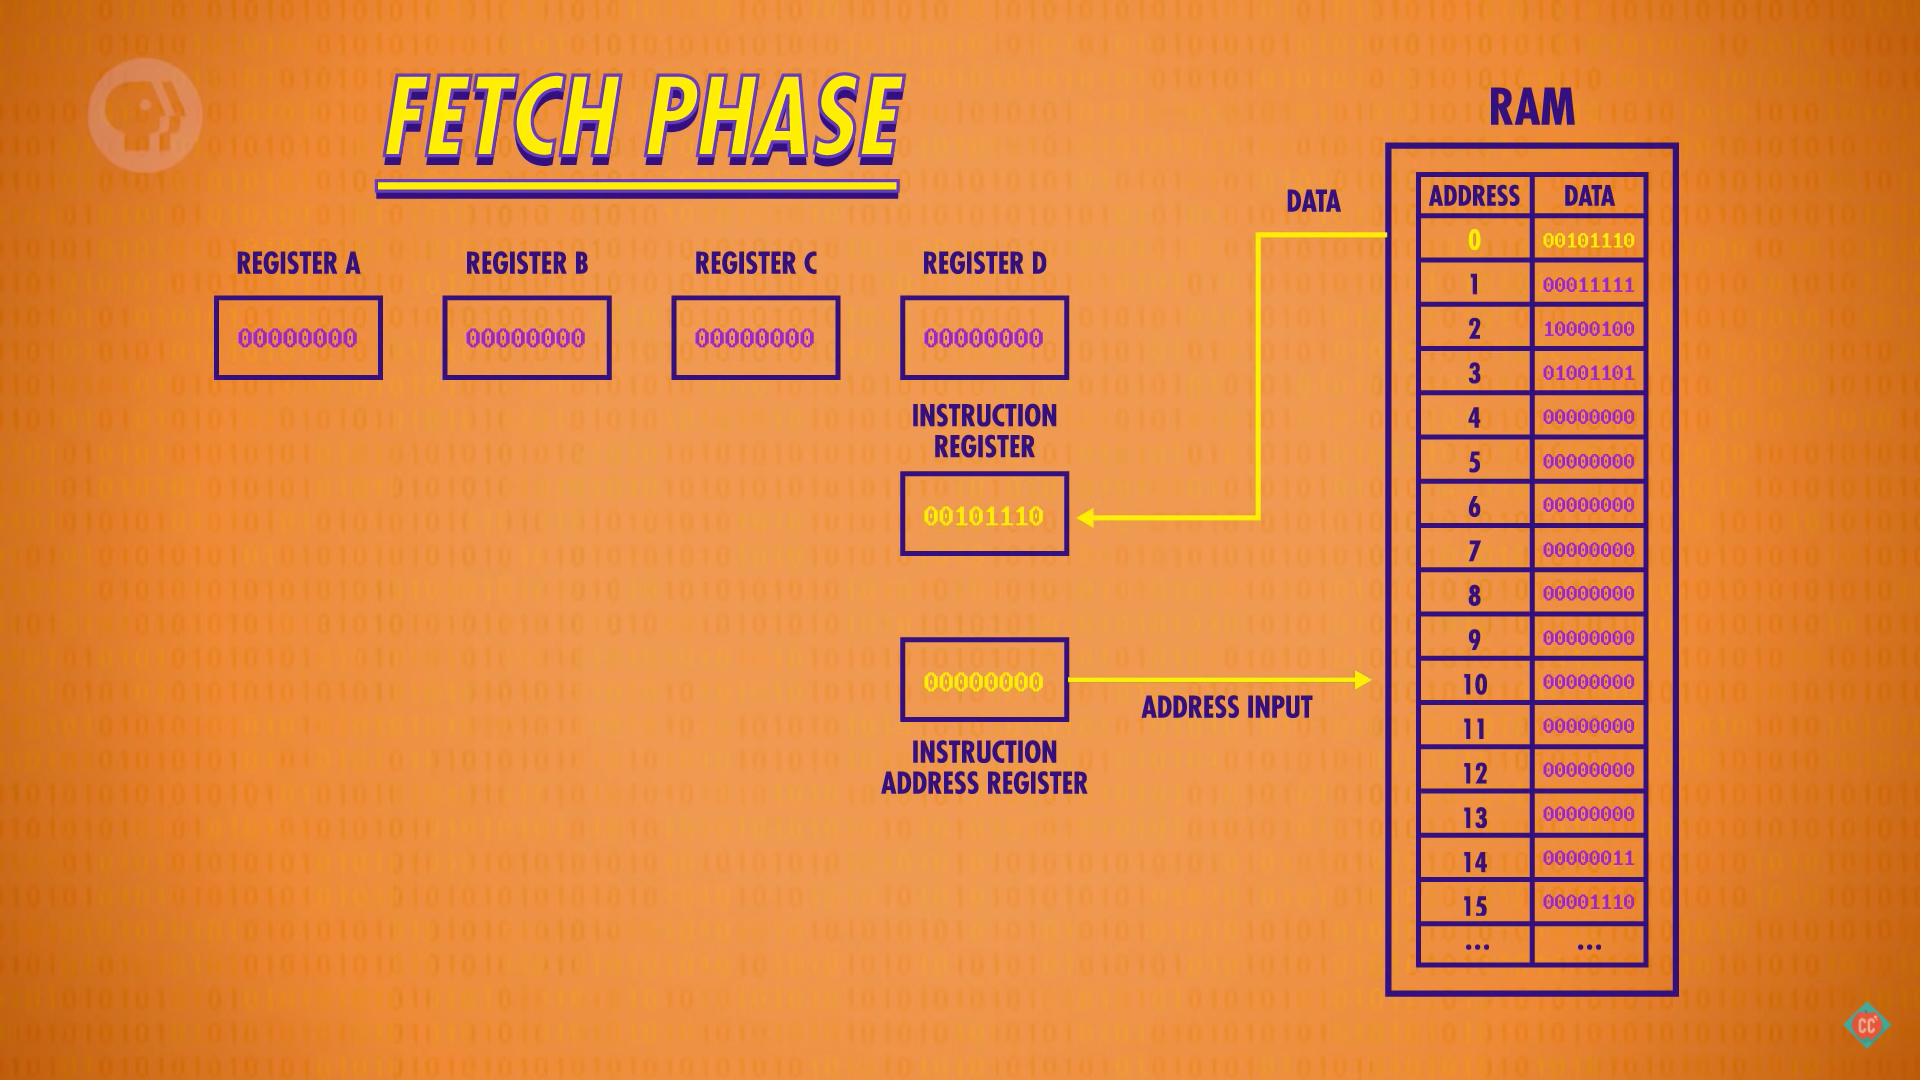 FETCH PHASE
RAM
DATA
ADDRESS DATA
0 00101110
1 00011111
2 10000100
3 01001101
4 00000000
5 00000000
6 00000000
7 00000000
8 00000000
9 00000000
10 00000000
11 00000000
12 00000000
13 00000000
14 00000011
15 00001110
... ...
REGISTER A
00000000
REGISTER B
00000000
REGISTER C
00000000
REGISTER D
00000000
INSTRUCTION
REGISTER
00101110
00000000
ADDRESS INPUT
INSTRUCTION
ADDRESS REGISTER
CC